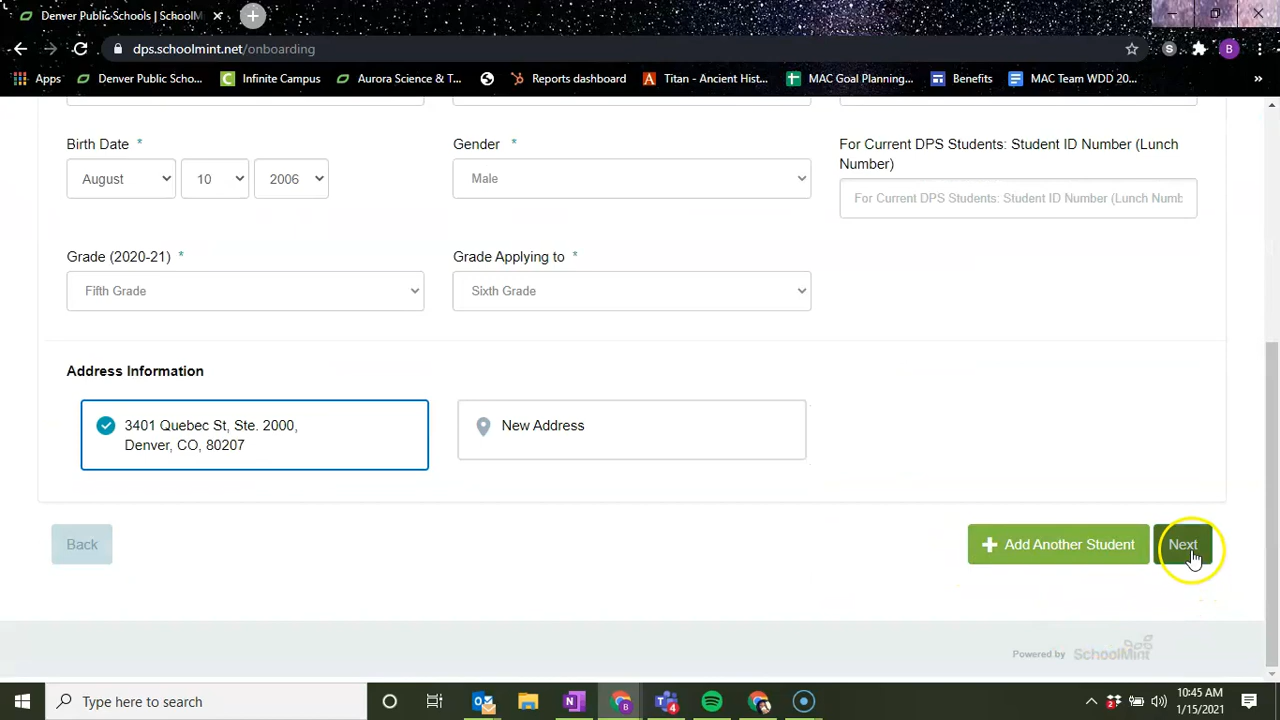 Denver Public Schools | SchoolM
dps.schoolmint.net/onboarding
S
B
Apps
Denver Public Scho...
Infinite Campus
Aurora Science & T...
Reports dashboard
Titan - Ancient Hist...
MAC Goal Planning...
Benefits
MAC Team WDD 20...
»
Birth Date *
Gender *
For Current DPS Students: Student ID Number (Lunch
Number)
August
10
2006
Male
For Current DPS Students: Student ID Number (Lunch Numb
Grade (2020-21) *
Grade Applying to *
Fifth Grade
Sixth Grade
Address Information
3401 Quebec St, Ste. 2000,
Denver, CO, 80207
New Address
Back
+ Add Another Student
Next
Powered by SchoolMint
Type here to search
10:45 AM
1/15/2021